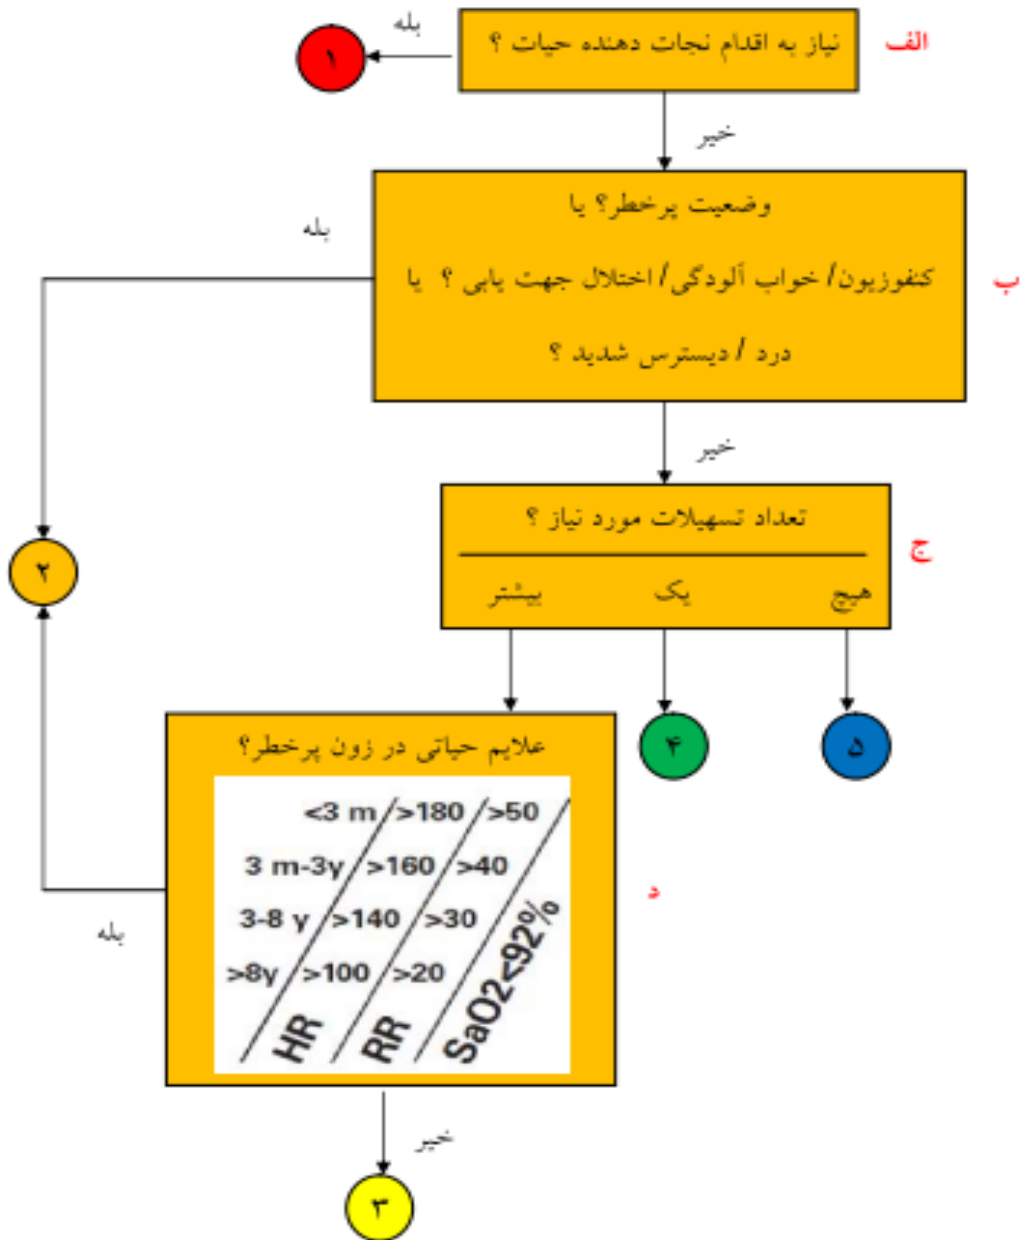 الف
نیاز به اقدام نجات دهنده حیات ؟
بله
۱
خیر
ب
وضعیت پرخطر؟ یا
کنفوزیون/ خواب آلودگی/ اختلال جهت یابی ؟ یا
درد / دیسترس شدید ؟
بله
۲
خیر
ج
تعداد تسهیلات مورد نیاز ؟
هیچ یک بیشتر
۵
۴
د
علایم حیاتی در زون پرخطر؟
<3 m >180 >50
3 m-3y >160 >40
3-8 y >140 >30
>8y >100 >20
HR RR SaO2<92%
بله
خیر
۳